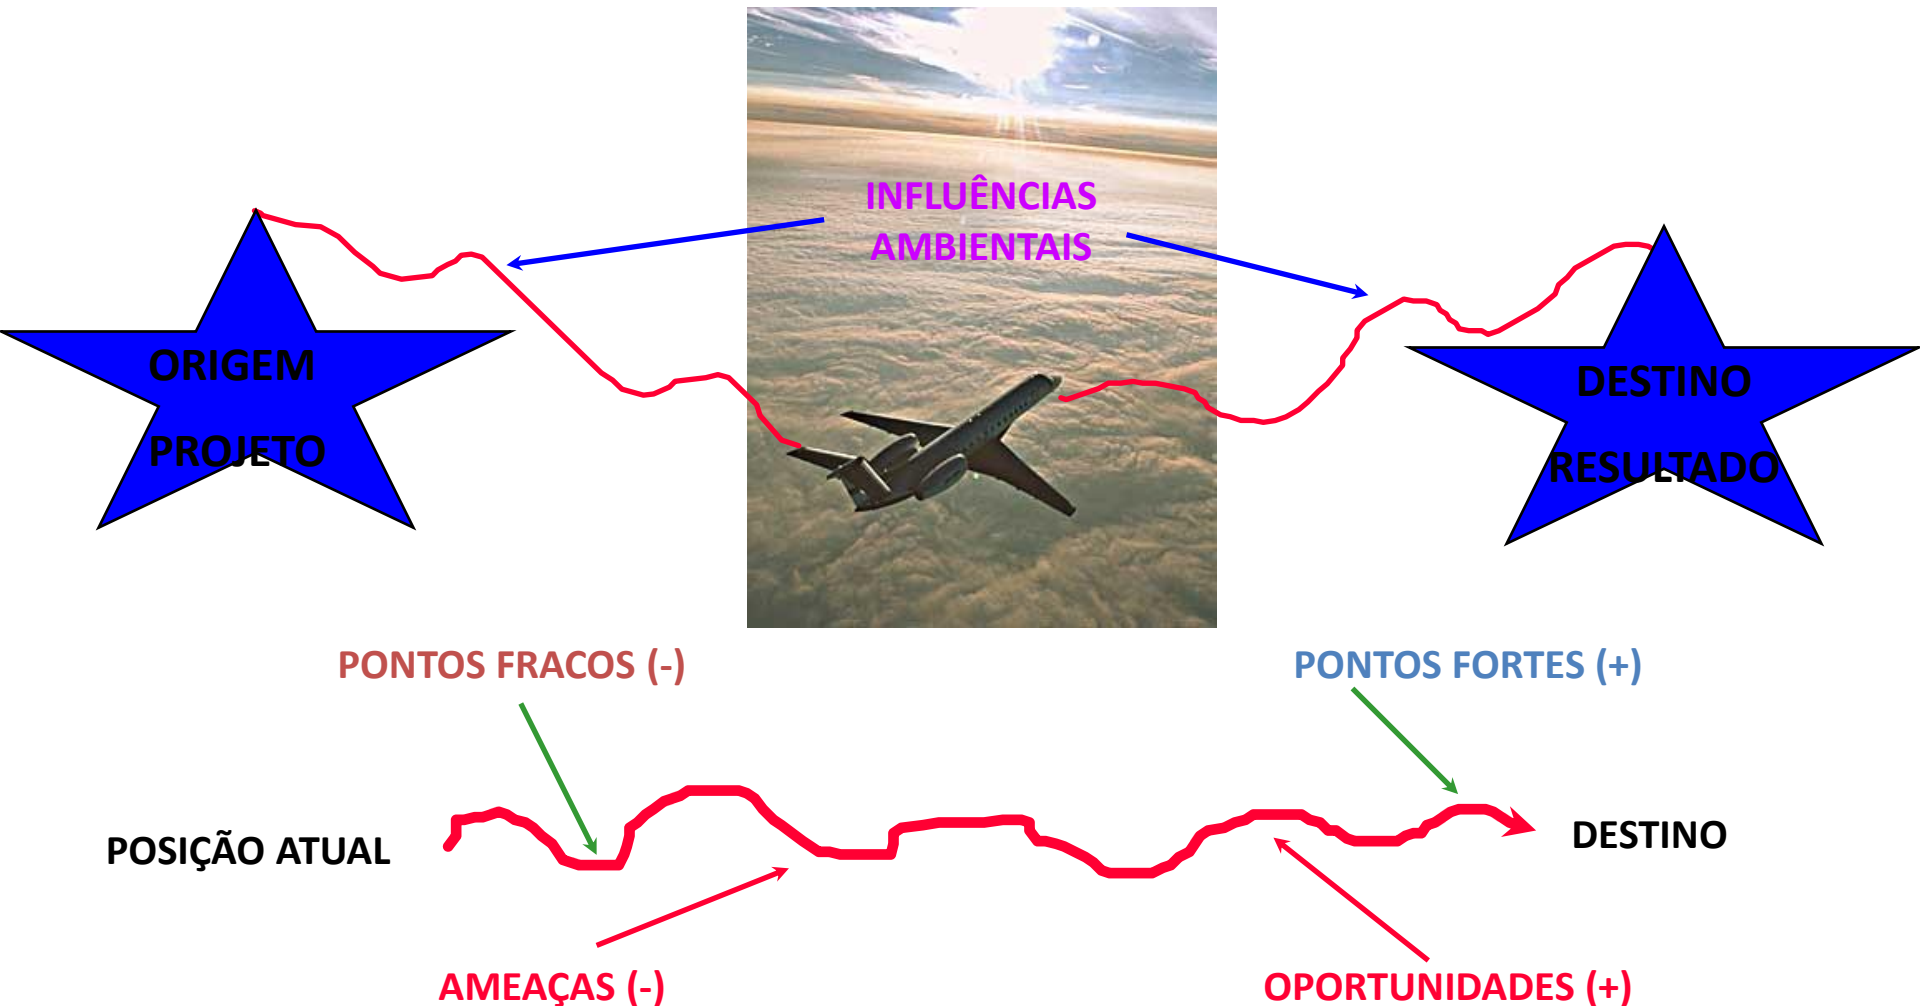 INFLUÊNCIAS
AMBIENTAIS
ORIGEM
PROJETO
DESTINO
RESULTADO
PONTOS FRACOS (-)
PONTOS FORTES (+)
POSIÇÃO ATUAL
DESTINO
AMEAÇAS (-)
OPORTUNIDADES (+)